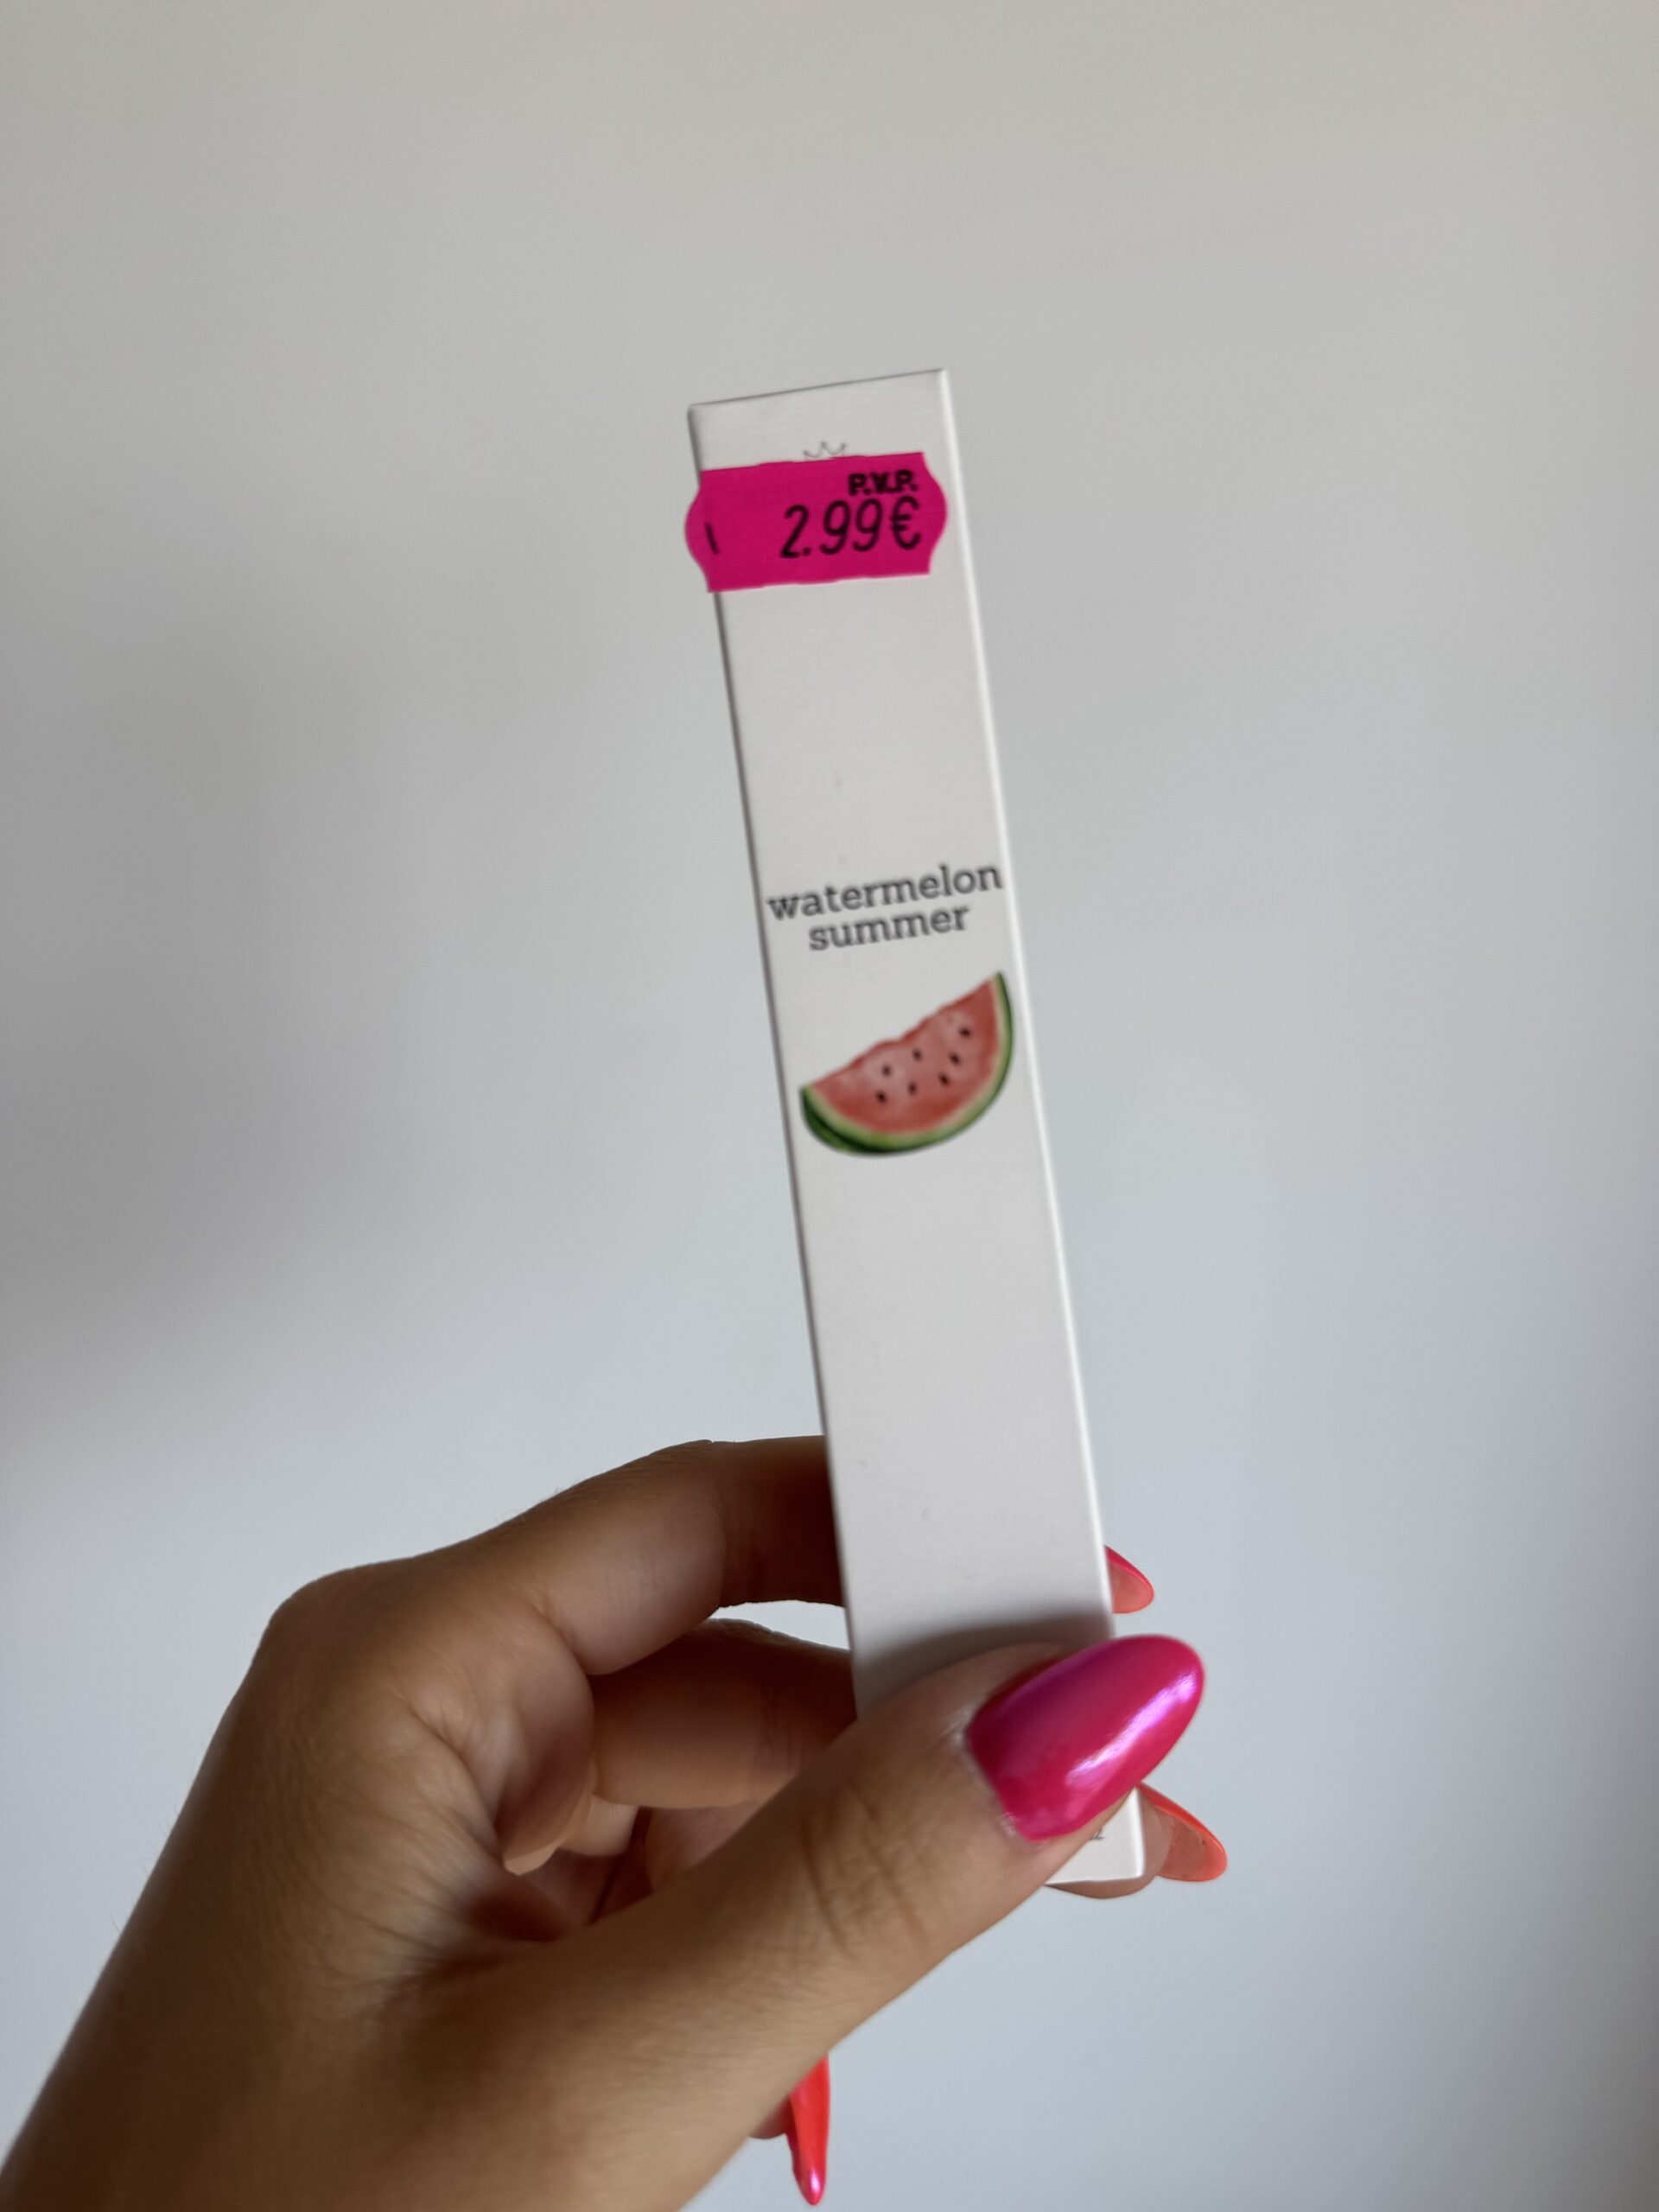 P.V.P.
2.99€
watermelon
summer